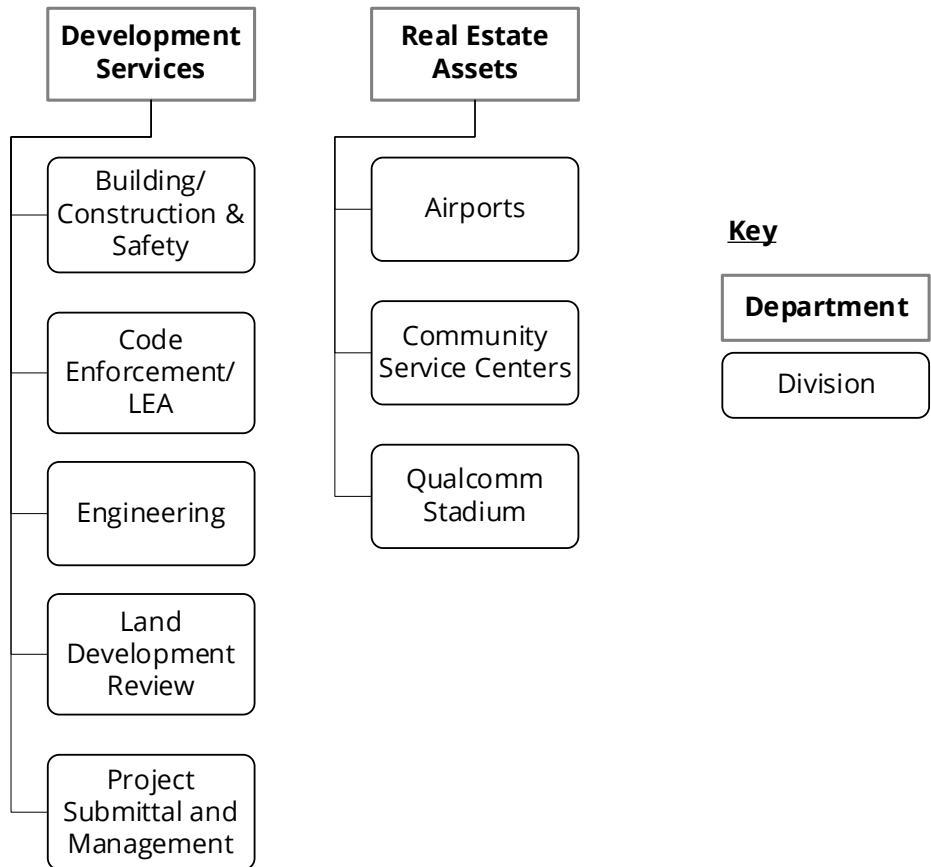 Development
Services
Building/
Construction &
Safety
Code
Enforcement/
LEA
Engineering
Land
Development
Review
Project
Submittal and
Management
Real Estate
Assets
Airports
Community
Service Centers
Qualcomm
Stadium
Key
Department
Division